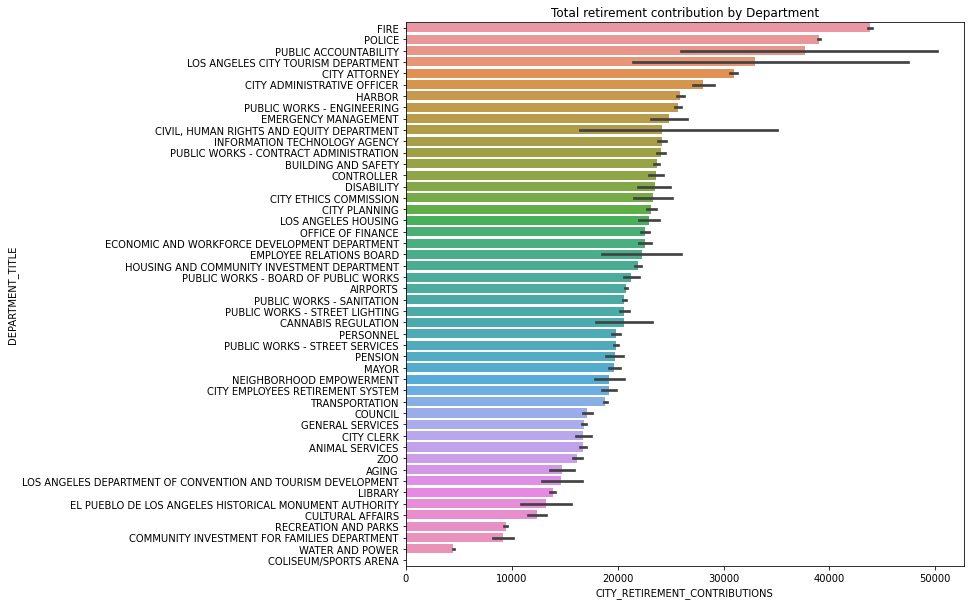 Total retirement contribution by Department
FIRE
POLICE
PUBLIC ACCOUNTABILITY
LOS ANGELES CITY TOURISM DEPARTMENT
CITY ATTORNEY
CITY ADMINISTRATIVE OFFICER
HARBOR
PUBLIC WORKS - ENGINEERING
EMERGENCY MANAGEMENT
CIVIL, HUMAN RIGHTS AND EQUITY DEPARTMENT
INFORMATION TECHNOLOGY AGENCY
PUBLIC WORKS - CONTRACT ADMINISTRATION
BUILDING AND SAFETY
CONTROLLER
DISABILITY
CITY ETHICS COMMISSION
CITY PLANNING
LOS ANGELES HOUSING
OFFICE OF FINANCE
ECONOMIC AND WORKFORCE DEVELOPMENT DEPARTMENT
EMPLOYEE RELATIONS BOARD
HOUSING AND COMMUNITY INVESTMENT DEPARTMENT
PUBLIC WORKS - BOARD OF PUBLIC WORKS
AIRPORTS
PUBLIC WORKS - SANITATION
PUBLIC WORKS - STREET LIGHTING
CANNABIS REGULATION
PERSONNEL
PUBLIC WORKS - STREET SERVICES
PENSION
MAYOR
NEIGHBORHOOD EMPOWERMENT
CITY EMPLOYEES RETIREMENT SYSTEM
TRANSPORTATION
COUNCIL
GENERAL SERVICES
CITY CLERK
ANIMAL SERVICES
ZOO
AGING
LOS ANGELES DEPARTMENT OF CONVENTION AND TOURISM DEVELOPMENT
LIBRARY
EL PUEBLO DE LOS ANGELES HISTORICAL MONUMENT AUTHORITY
CULTURAL AFFAIRS
RECREATION AND PARKS
COMMUNITY INVESTMENT FOR FAMILIES DEPARTMENT
WATER AND POWER
COLISEUM/SPORTS ARENA
DEPARTMENT_TITLE
0 10000 20000 30000 40000 50000
CITY_RETIREMENT_CONTRIBUTIONS